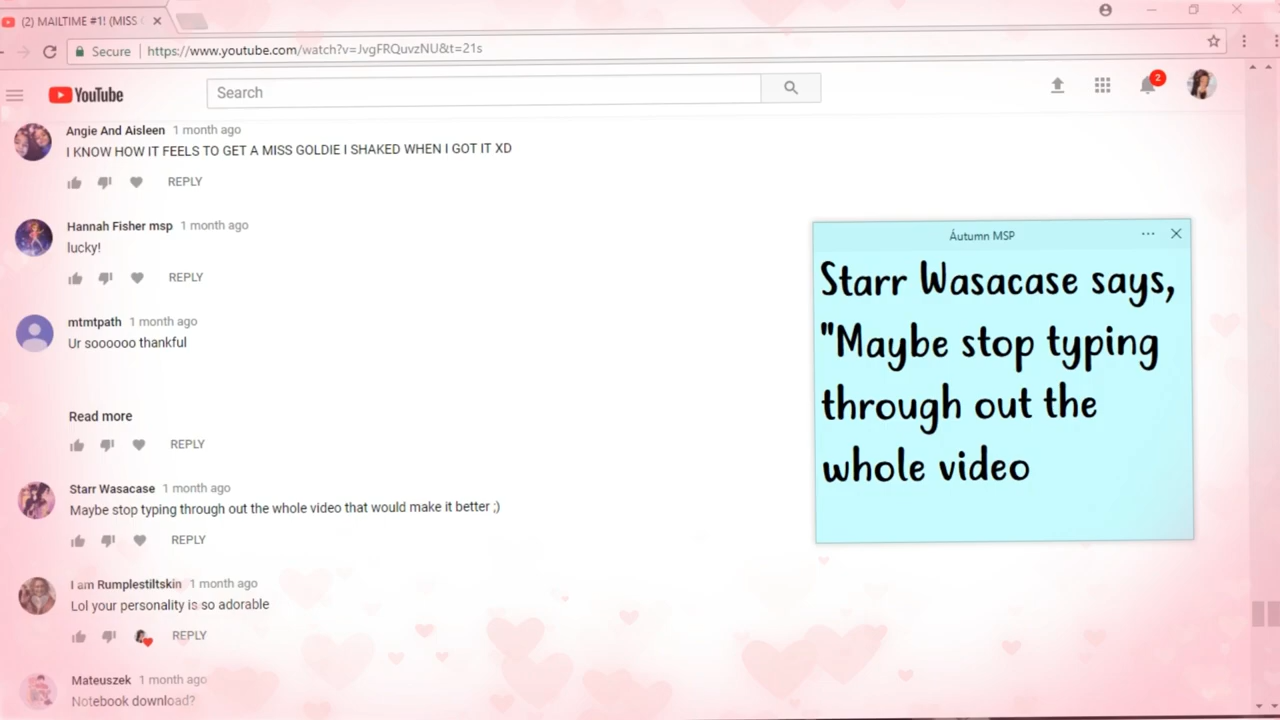 (2) MAILTIME #1! (MISS
Secure
https://www.youtube.com/watch?v=JvgFRQuvzNU&t=21s
YouTube
Search
2
Angie And Aisleen 1 month ago
I KNOW HOW IT FEELS TO GET A MISS GOLDIE I SHAKED WHEN I GOT IT XD
REPLY
Hannah Fisher msp 1 month ago
lucky!
REPLY
mtmtpath 1 month ago
Ur soooooo thankful
Read more
REPLY
Starr Wasacase 1 month ago
Maybe stop typing through out the whole video that would make it better ;)
REPLY
I am Rumplestiltskin 1 month ago
Lol your personality is so adorable
REPLY
Mateuszek 1 month ago
Notebook download?
Áutumn MSP
Starr Wasacase says,
"Maybe stop typing
through out the
whole video